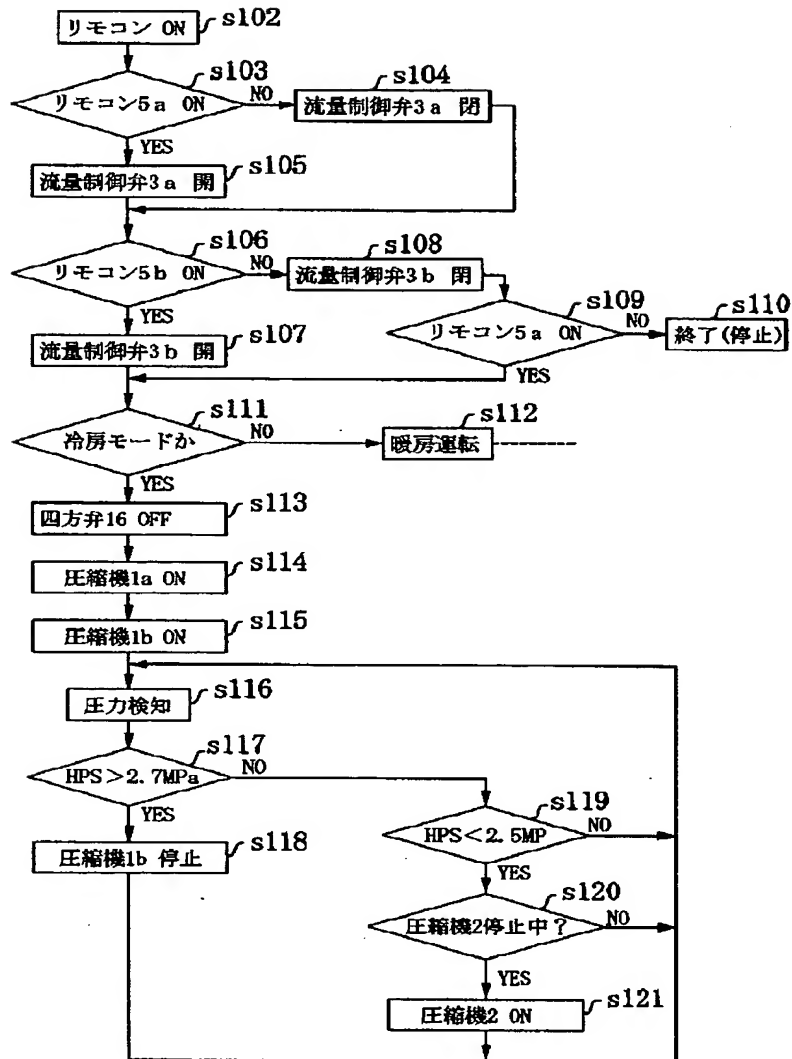 リモコン ON
s102
s103
リモコン5a ON
NO
s104
流量制御弁3a 閉
YES
s105
流量制御弁3a 開
s106
リモコン5b ON
NO
s108
流量制御弁3b 閉
YES
s107
流量制御弁3b 開
s109
リモコン5a ON
NO
s110
終了(停止)
YES
s111
冷房モードか
NO
s112
暖房運転
YES
s113
四方弁16 OFF
s114
圧縮機1a ON
s115
圧縮機1b ON
s116
圧力検知
s117
HPS>2.7MPa
NO
YES
s118
圧縮機1b 停止
s119
HPS<2.5MP
NO
YES
s120
圧縮機2停止中?
NO
YES
s121
圧縮機2 ON